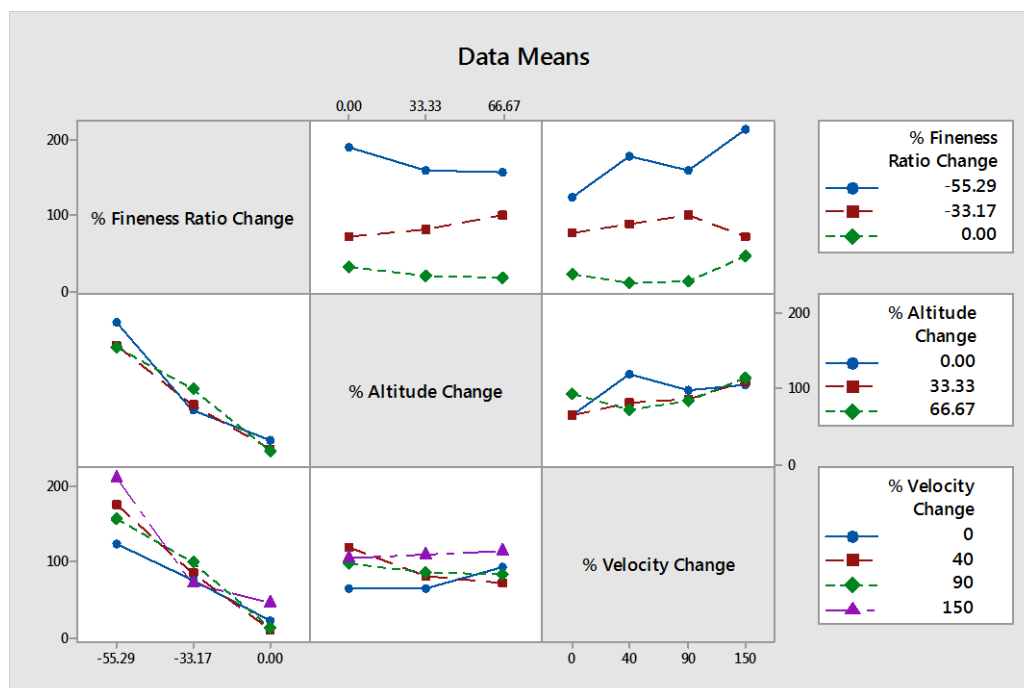 Data Means
0.00 33.33 66.67
200
100
0
% Fineness Ratio Change
% Fineness
Ratio Change
-55.29
-33.17
0.00
% Altitude Change
200
100
0
% Altitude
Change
0.00
33.33
66.67
200
100
0
% Velocity Change
% Velocity
Change
0
40
90
150
-55.29 -33.17 0.00
0 40 90 150